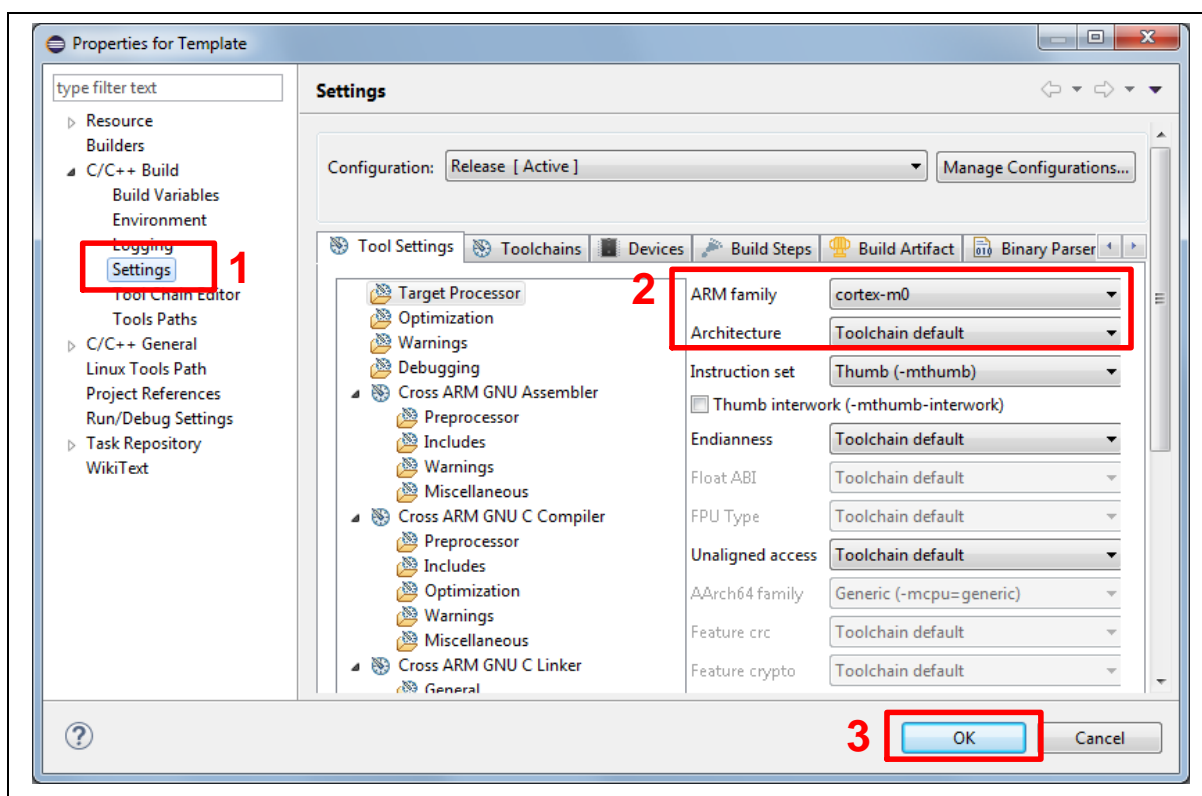 Properties for Template
type filter text
Resource
Builders
C/C++ Build
Build Variables
Environment
Logging
Settings
1
Tool Chain Editor
Tools Paths
C/C++ General
Linux Tools Path
Project References
Run/Debug Settings
Task Repository
WikiText
Settings
Configuration: Release [ Active ] Manage Configurations...
Tool Settings Toolchains Devices Build Steps Build Artifact Binary Parser
Target Processor
Optimization
Warnings
Debugging
Cross ARM GNU Assembler
Preprocessor
Includes
Warnings
Miscellaneous
Cross ARM GNU C Compiler
Preprocessor
Includes
Optimization
Warnings
Miscellaneous
Cross ARM GNU C Linker
General
2
ARM family cortex-m0
Architecture Toolchain default
Instruction set Thumb (-mthumb)
Thumb interwork (-mthumb-interwork)
Endianness Toolchain default
Float ABI Toolchain default
FPU Type Toolchain default
Unaligned access Toolchain default
AArch64 family Generic (-mcpu=generic)
Feature crc Toolchain default
Feature crypto Toolchain default
3
OK Cancel